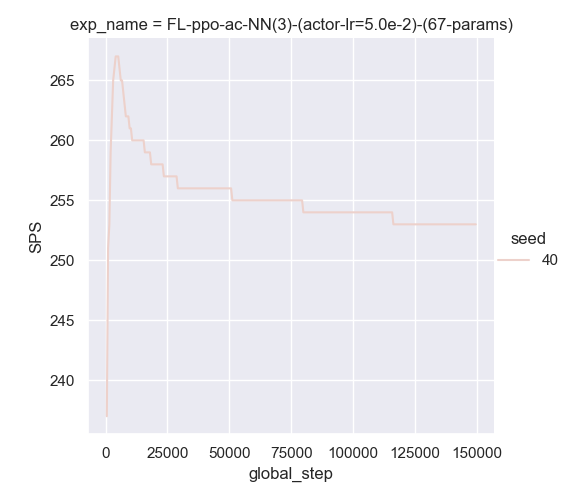 exp_name = FL-ppo-ac-NN(3)-(actor-lr=5.0e-2)-(67-params)
265
260
255
250
245
240
SPS
0 25000 50000 75000 100000 125000 150000
global_step
seed
40